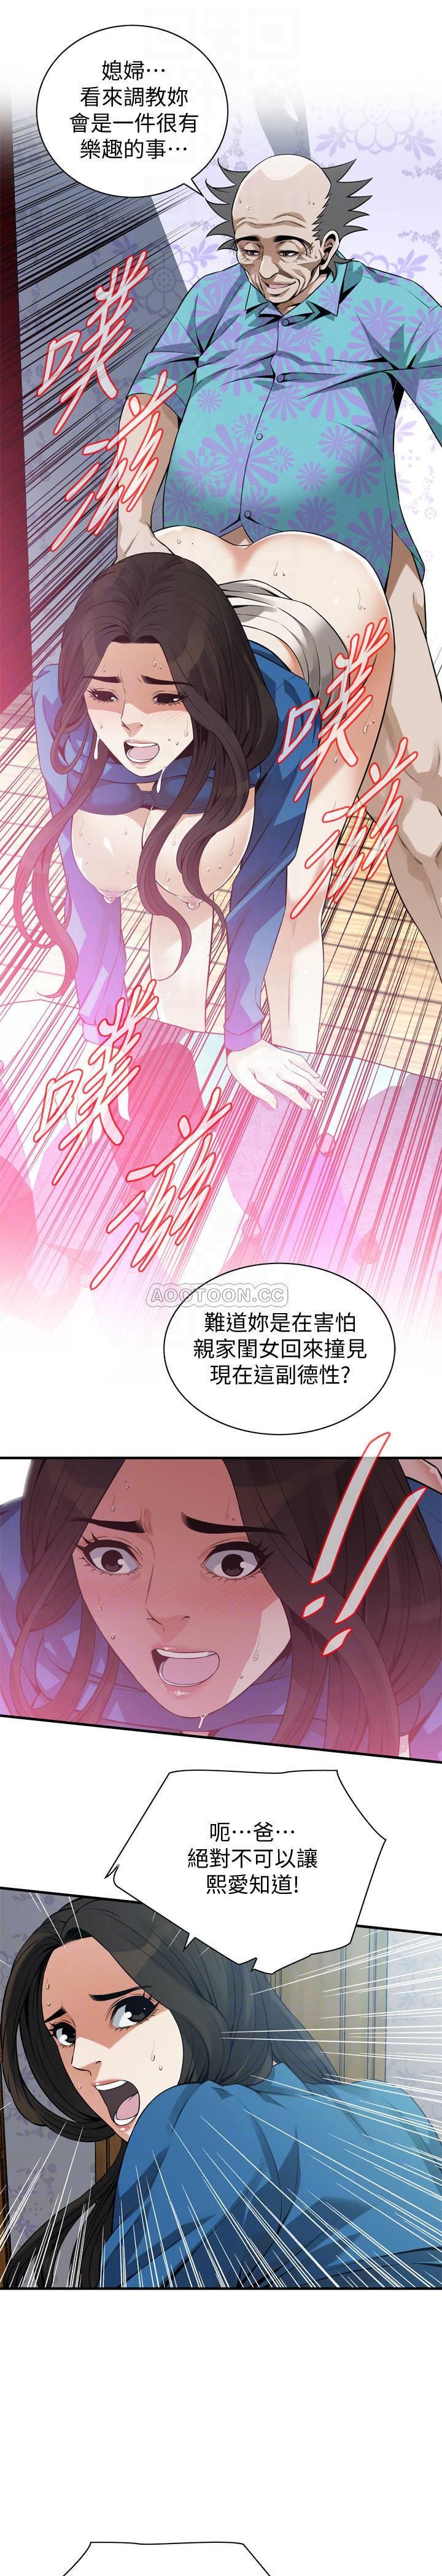 媳婦⋯
看來調教妳
會是一件很有
樂趣的事⋯
噗
滋
噗
滋
噗
滋
AOOTOON.CC
難道妳是在害怕
親家閨女回來撞見
現在這副德性?
!!
呃⋯爸⋯
絕對不可以讓
熙愛知道!